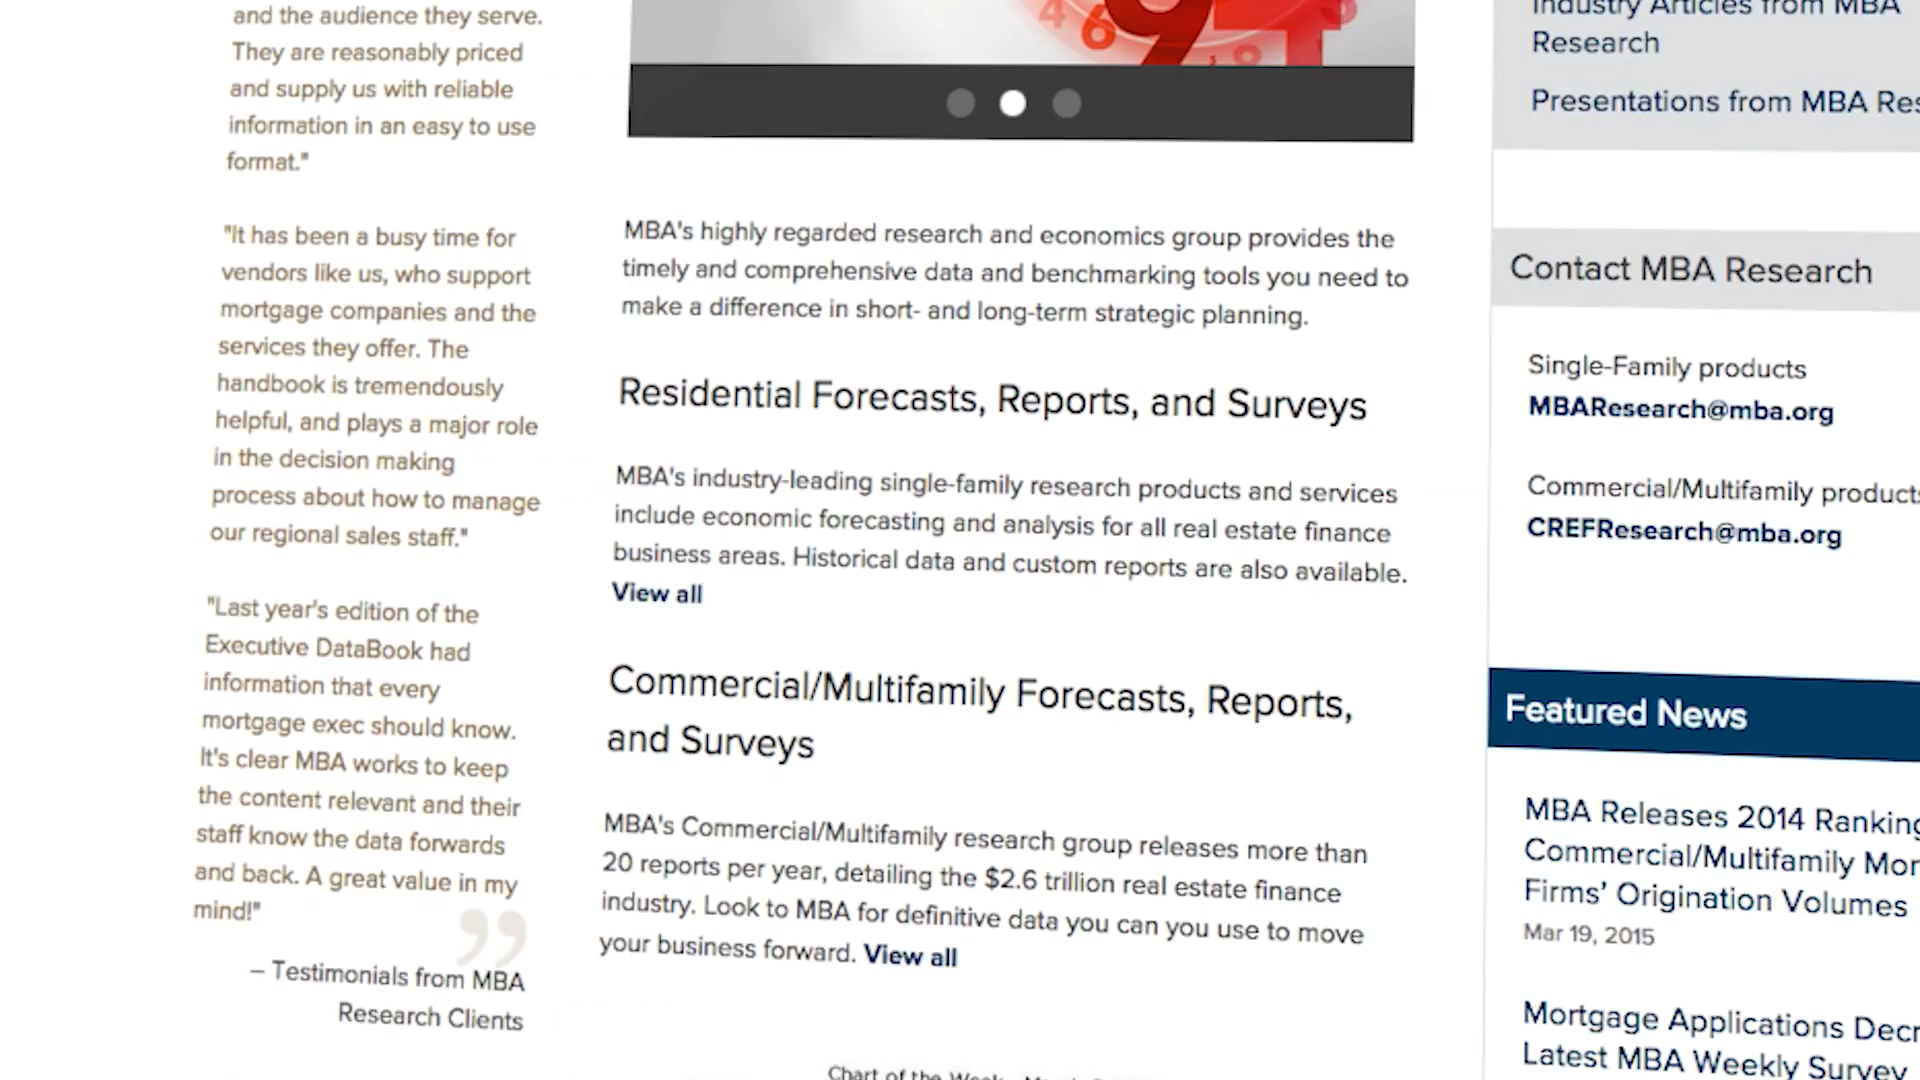 and the audience they serve.
They are reasonably priced
and supply us with reliable
information in an easy to use
format."
"It has been a busy time for
vendors like us, who support
mortgage companies and the
services they offer. The
handbook is tremendously
helpful, and plays a major role
in the decision making
process about how to manage
our regional sales staff."
"Last year's edition of the
Executive DataBook had
information that every
mortgage exec should know.
It's clear MBA works to keep
the content relevant and their
staff know the data forwards
and back. A great value in my
mind!"
– Testimonials from MBA
Research Clients
4 6 9
MBA's highly regarded research and economics group provides the
timely and comprehensive data and benchmarking tools you need to
make a difference in short- and long-term strategic planning.
Residential Forecasts, Reports, and Surveys
MBA's industry-leading single-family research products and services
include economic forecasting and analysis for all real estate finance
business areas. Historical data and custom reports are also available.
View all
Commercial/Multifamily Forecasts, Reports,
and Surveys
MBA's Commercial/Multifamily research group releases more than
20 reports per year, detailing the $2.6 trillion real estate finance
industry. Look to MBA for definitive data you can you use to move
your business forward. View all
Chart of the
Industry Articles from MBA
Research
Presentations from MBA Res
Contact MBA Research
Single-Family products
MBAResearch@mba.org
Commercial/Multifamily products
CREFResearch@mba.org
Featured News
MBA Releases 2014 Ranking
Commercial/Multifamily Mor
Firms' Origination Volumes
Mar 19, 2015
Mortgage Applications Decr
Latest MBA Weekly Survey